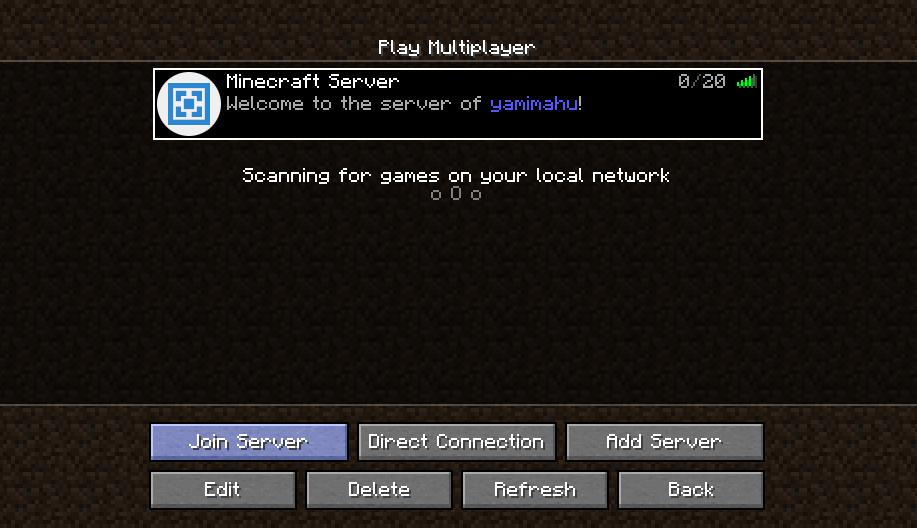 Play Multiplayer
Minecraft Server 0/20
Welcome to the server of yamimahu!
Scanning for games on your local network
o O o
Join Server Direct Connection Add Server
Edit Delete Refresh Back